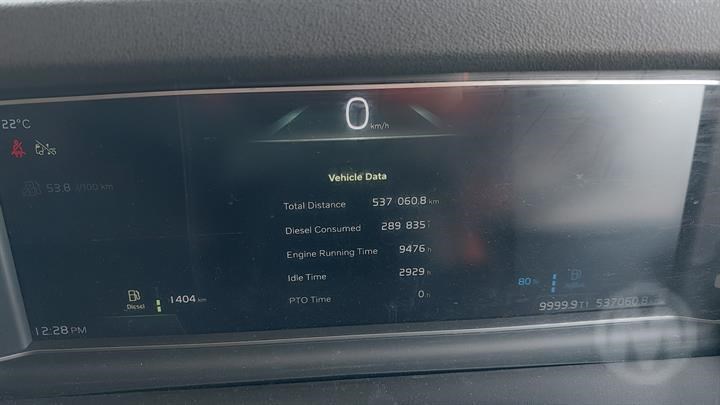 0 km/h
22°C
Vehicle Data
53.8 l/100 km
Total Distance 537 060.8 km
Diesel Consumed 289 835 l
Engine Running Time 9476 h
Idle Time 2929 h
PTO Time 0 h
Diesel 1404 km
80 %
9999.9 T1 537060.8
12:28 PM
M